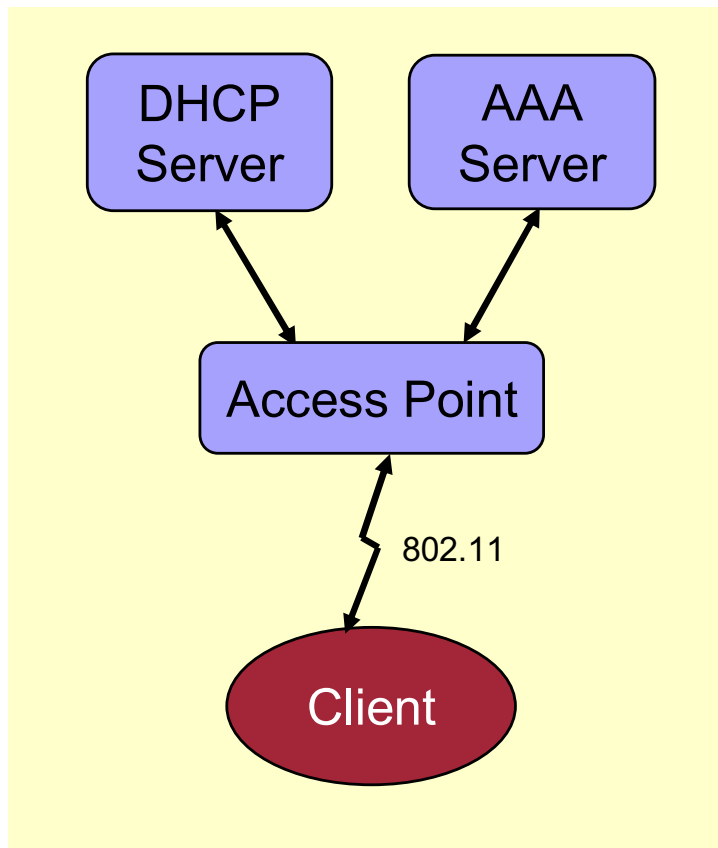 DHCP
Server
AAA
Server
Access Point
802.11
Client